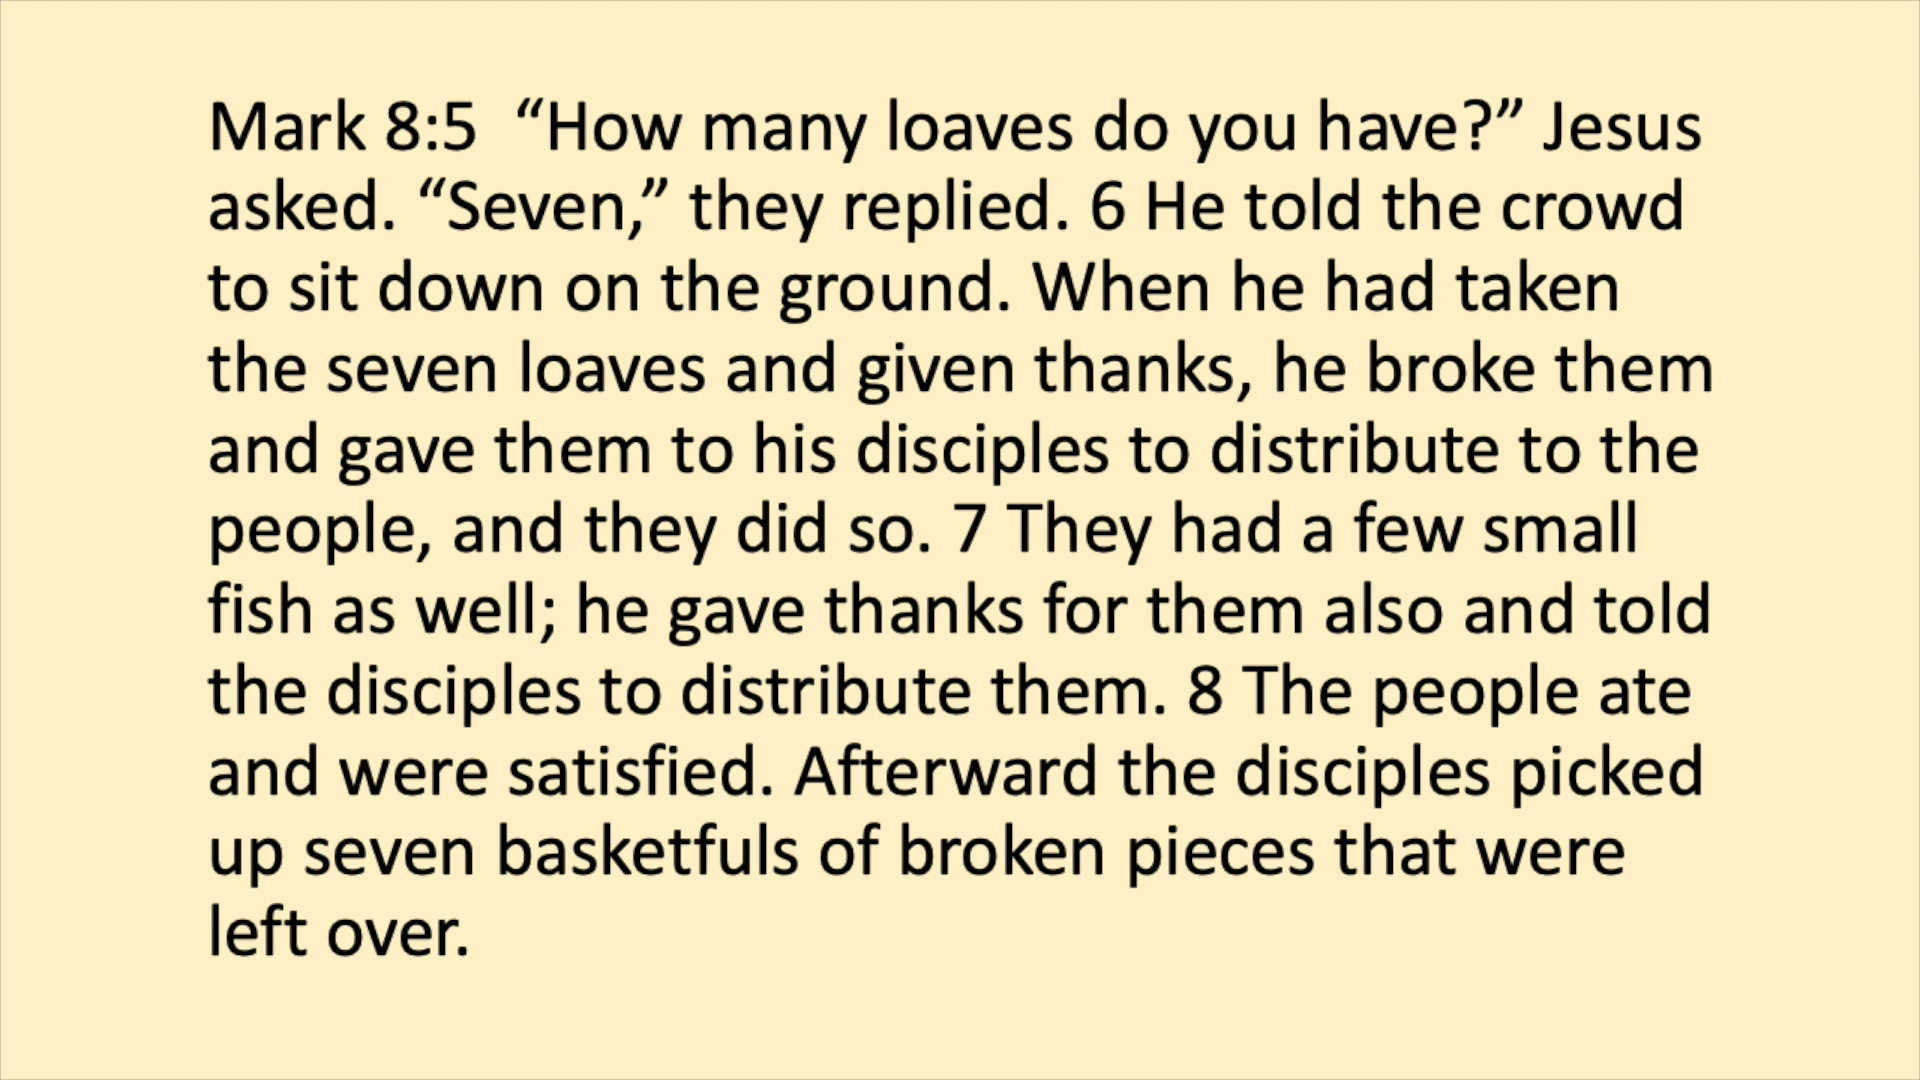 Mark 8:5  “How many loaves do you have?” Jesus
asked. “Seven,” they replied. 6 He told the crowd
to sit down on the ground. When he had taken
the seven loaves and given thanks, he broke them
and gave them to his disciples to distribute to the
people, and they did so. 7 They had a few small
fish as well; he gave thanks for them also and told
the disciples to distribute them. 8 The people ate
and were satisfied. Afterward the disciples picked
up seven basketfuls of broken pieces that were
left over.